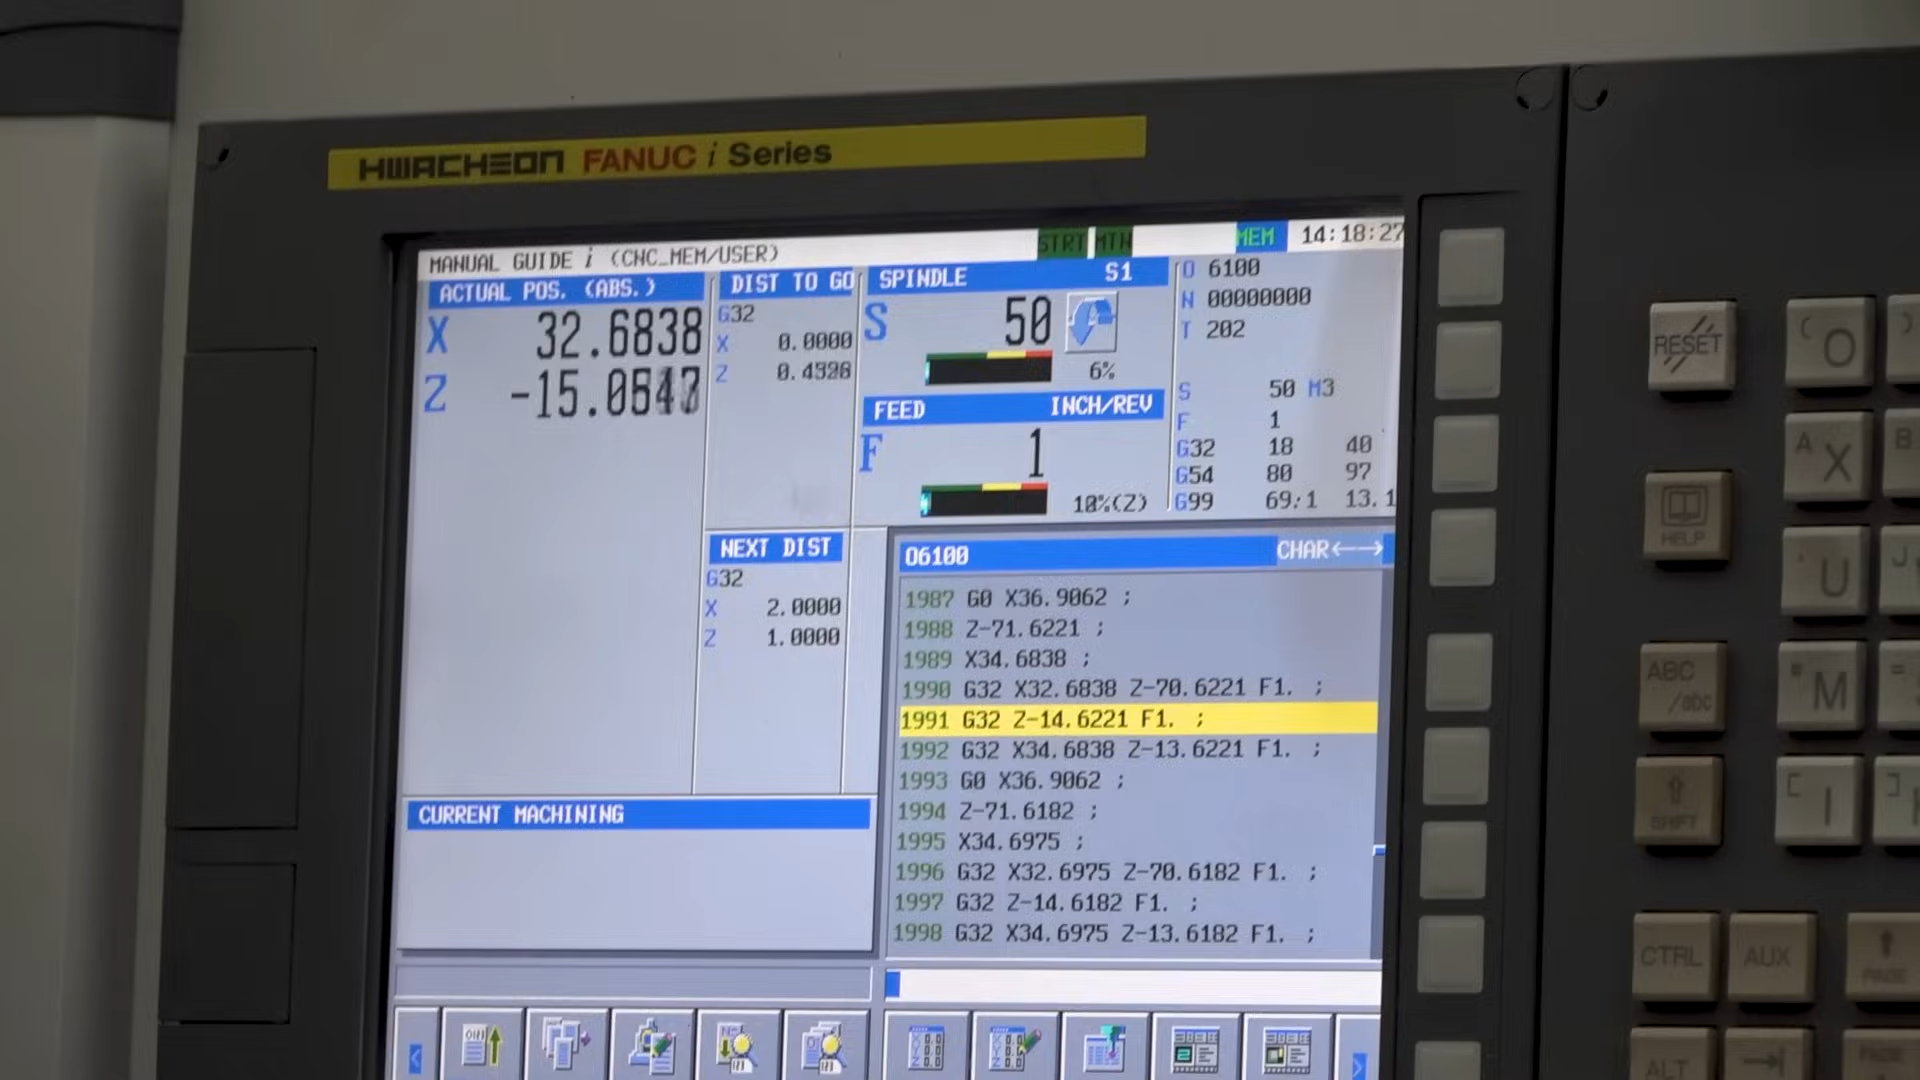 HWACHEON FANUC i Series
MANUAL GUIDE i (CNC_MEM/USER)
STRT MTN
MEM
14:18:27
ACTUAL POS. (ABS.)
X 32.6838
Z
DIST TO GO
G32
X 0.0000
Z 0.4326
SPINDLE S1
S 50
6%
FEED INCH/REV
F 1
10%(Z)
O 6100
N 00000000
T 202
S 50 M3
F 1
G32 18 40
G54 80 97
G99 69.1 13.1
NEXT DIST
G32
X 2.0000
Z 1.0000
O6100 CHAR←→
1987 G0 X36.9062 ;
1988 Z-71.6221 ;
1989 X34.6838 ;
1990 G32 X32.6838 Z-70.6221 F1. ;
1991 G32 Z-14.6221 F1. ;
1992 G32 X34.6838 Z-13.6221 F1. ;
1993 G0 X36.9062 ;
1994 Z-71.6182 ;
1995 X34.6975 ;
1996 G32 X32.6975 Z-70.6182 F1. ;
1997 G32 Z-14.6182 F1. ;
1998 G32 X34.6975 Z-13.6182 F1. ;
CURRENT MACHINING
RESET
( O
)
HELP
A X
B
U
J
ABC
/abc
M
=
SHIFT
[ I
]
CTRL
AUX
PAGE
ALT
PAGE